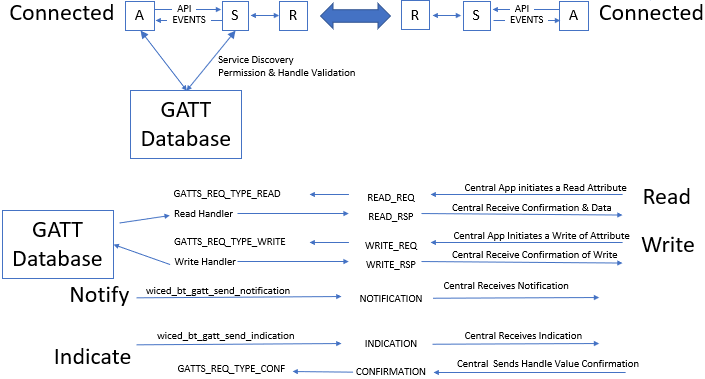 Connected A API EVENTS S R R S API EVENTS A Connected
Service Discovery
Permission & Handle Validation
GATT
Database
GATTS_REQ_TYPE_READ READ_REQ Central App initiates a Read Attribute
Read
Read Handler READ_RSP Central Receive Confirmation & Data
GATT
Database
GATTS_REQ_TYPE_WRITE WRITE_REQ Central App Initiates a Write of Attribute
Write
Write Handler WRITE_RSP Central Receive Confirmation of Write
Notify wiced_bt_gatt_send_notification NOTIFICATION Central Receives Notification
wiced_bt_gatt_send_indication INDICATION Central Receives Indication
Indicate
GATTS_REQ_TYPE_CONF CONFIRMATION Central Sends Handle Value Confirmation